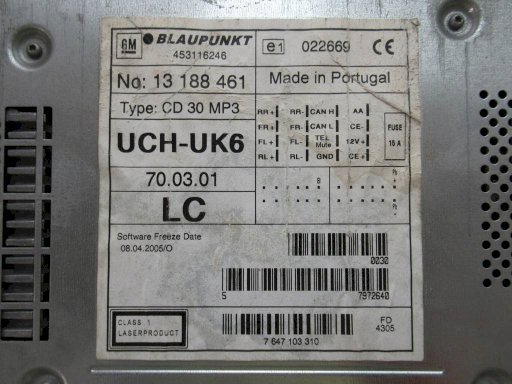 GM BLAUPUNKT e1 022669 CE
453116246
No: 13 188 461 Made in Portugal
Type: CD 30 MP3
RR + RR- CAN H AA
FR + FR- CAN L CE-
FL + FL- TEL Mute 12V+
RL + RL- GND CE +
FUSE
UCH-UK6
70.03.01
LC
Software Freeze Date
08.04.2005/O
0030
S 7972640
CLASS 1
LASERPRODUCT
FD
4305
7 647 103 310